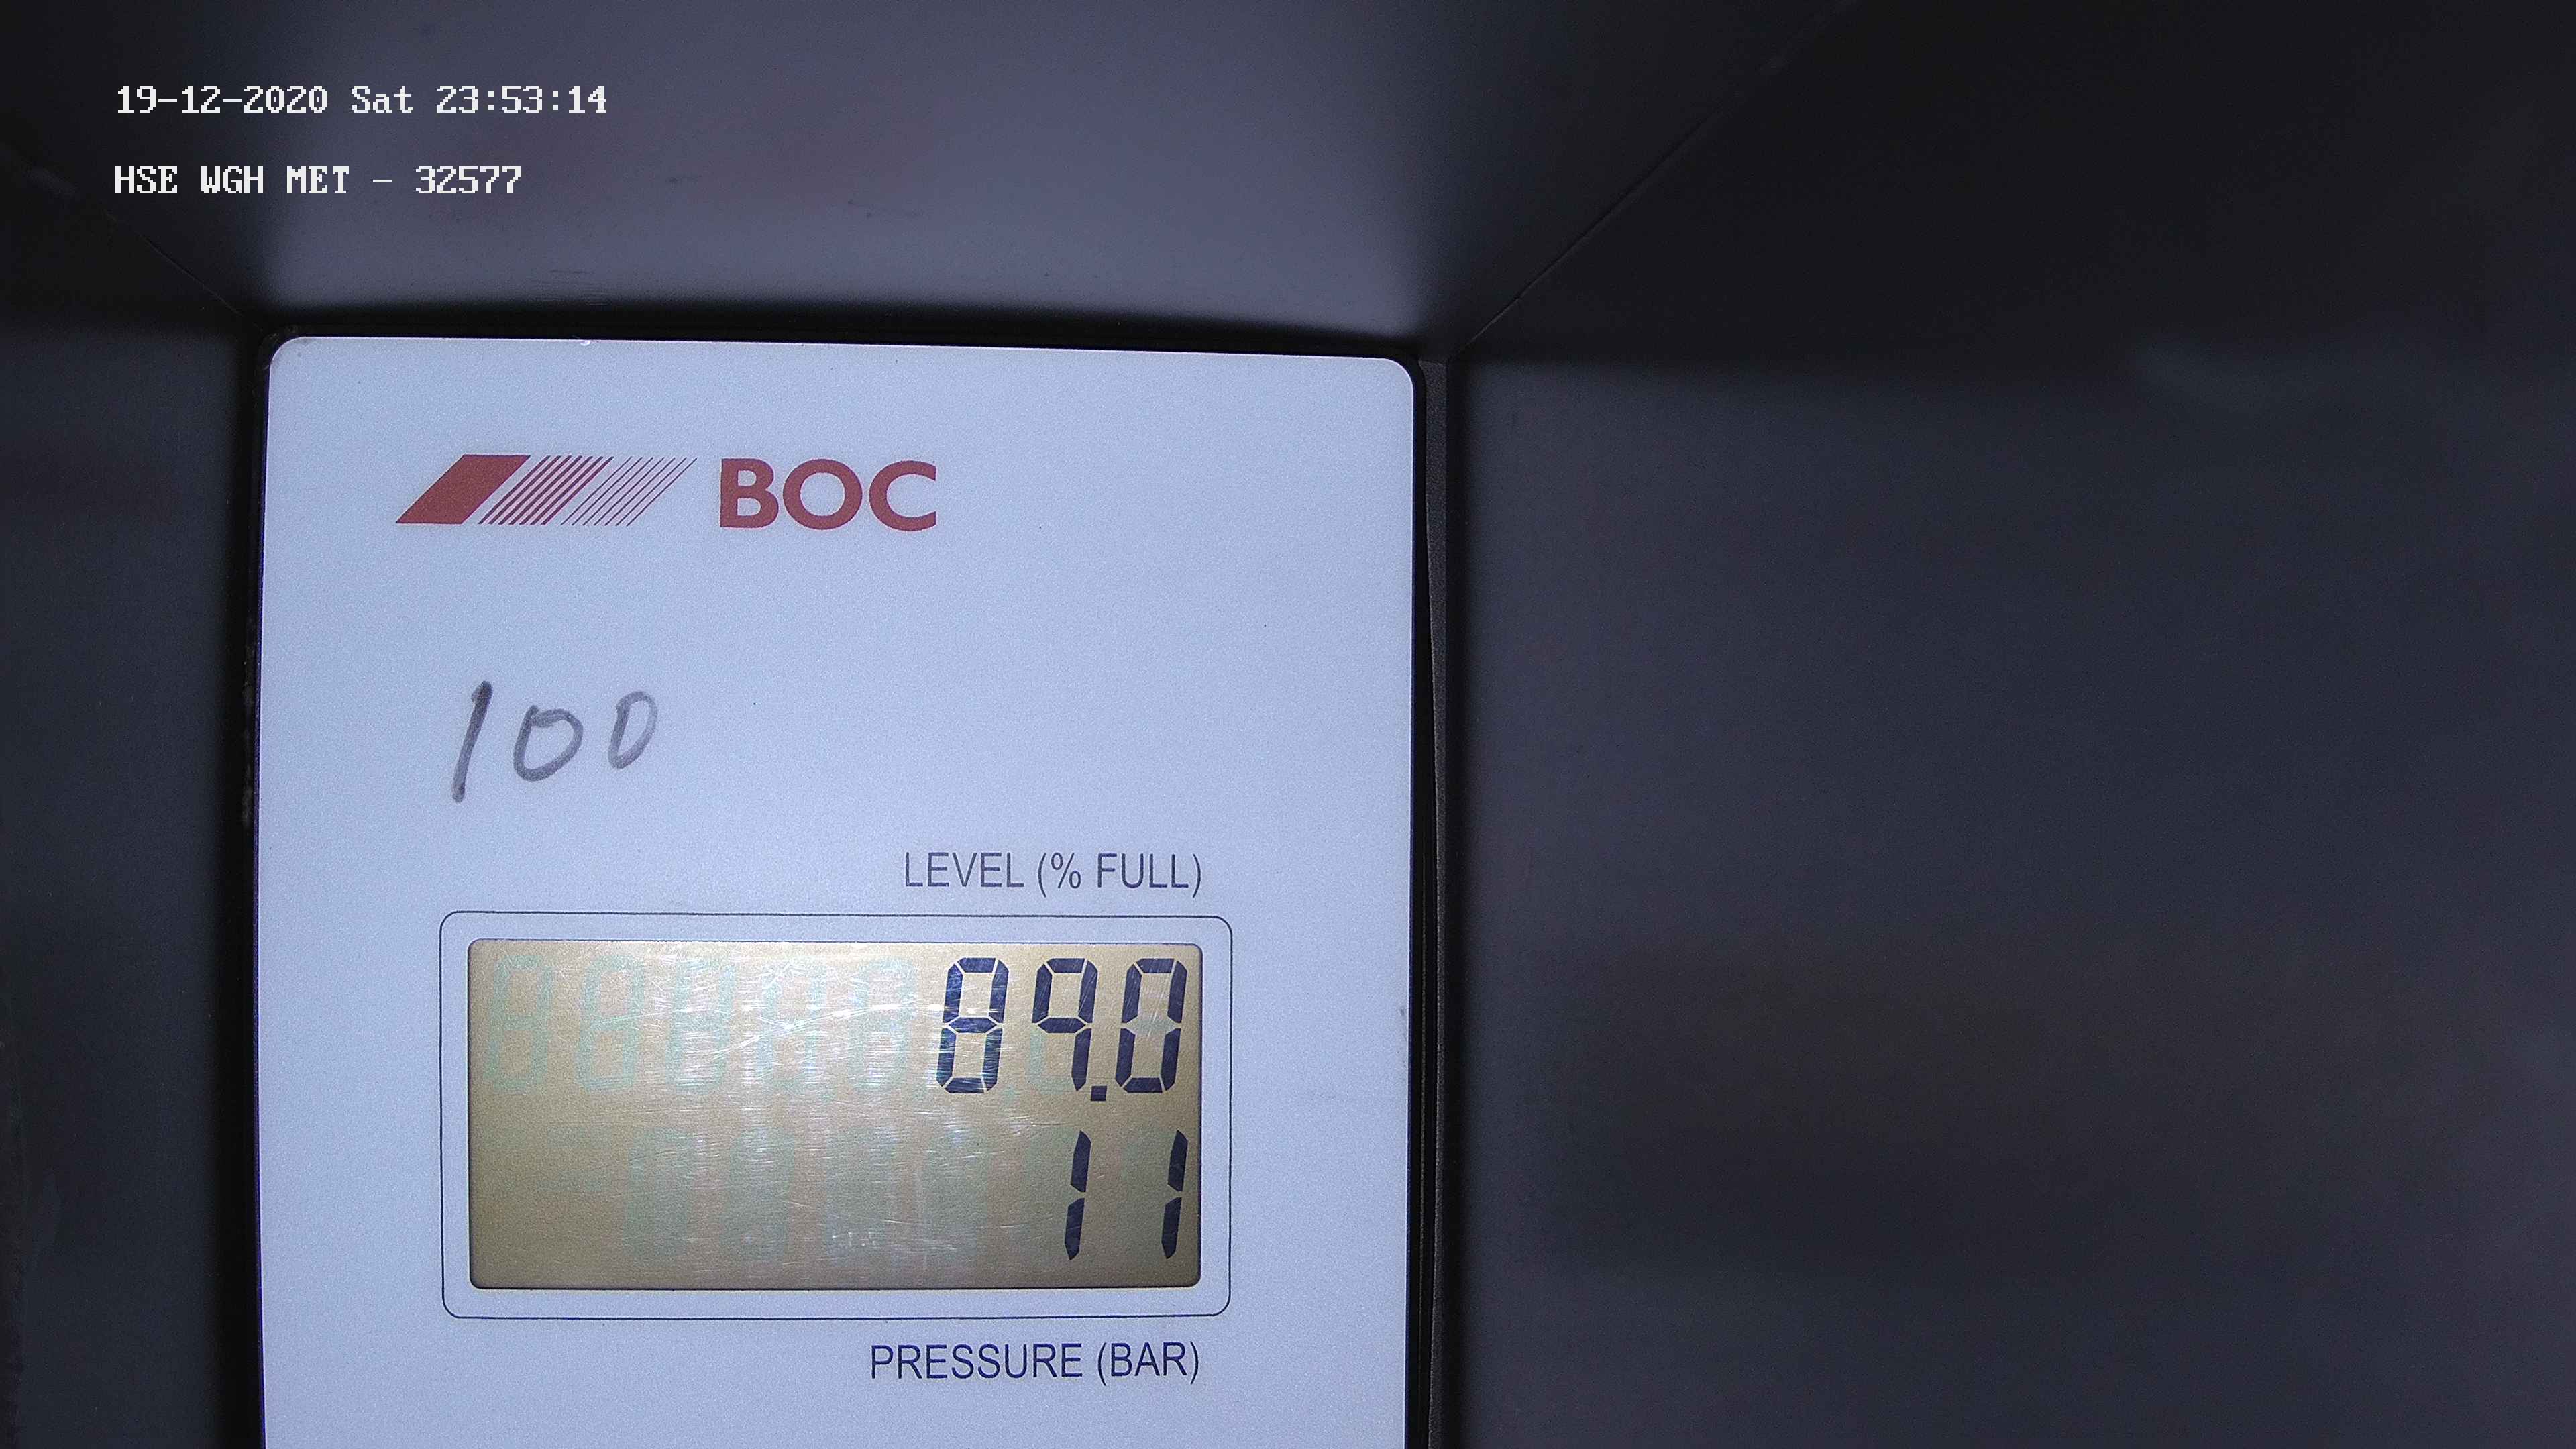 19-12-2020 Sat 23:53:14
HSE WGH MET - 32577
BOC
100
LEVEL (% FULL)
89.0
11
PRESSURE (BAR)